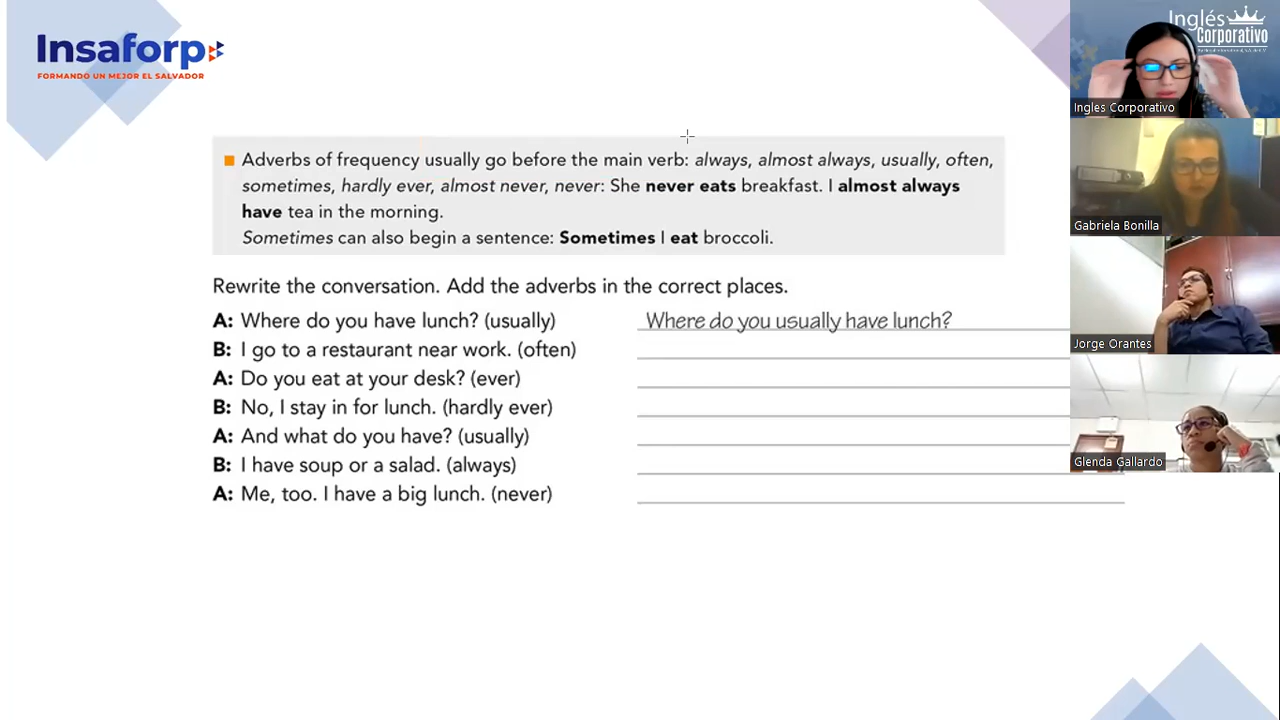 Insaforp
FORMANDO UN MEJOR EL SALVADOR
Adverbs of frequency usually go before the main verb: always, almost always, usually, often,
sometimes, hardly ever, almost never, never: She never eats breakfast. I almost always
have tea in the morning.
Sometimes can also begin a sentence: Sometimes I eat broccoli.
Rewrite the conversation. Add the adverbs in the correct places.
A: Where do you have lunch? (usually) Where do you usually have lunch?
B: I go to a restaurant near work. (often)
A: Do you eat at your desk? (ever)
B: No, I stay in for lunch. (hardly ever)
A: And what do you have? (usually)
B: I have soup or a salad. (always)
A: Me, too. I have a big lunch. (never)
Inglés
Corporativo
Ingles Corporativo
Gabriela Bonilla
Jorge Orantes
Glenda Gallardo